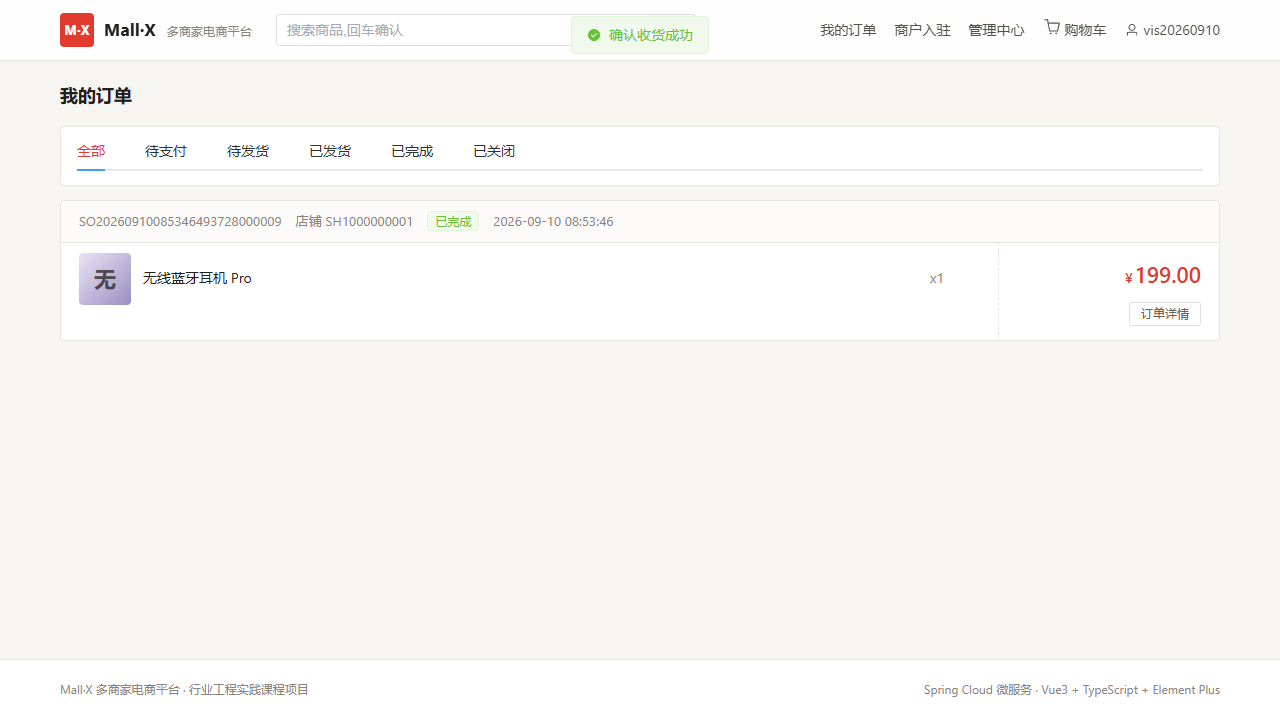 M·X Mall·X 多商家电商平台 搜索商品,回车确认 确认收货成功 我的订单 商户入驻 管理中心 购物车 vis20260910
我的订单
全部 待支付 待发货 已发货 已完成 已关闭
SO20260910085346493728000009 店铺 SH1000000001 已完成 2026-09-10 08:53:46
无 无线蓝牙耳机 Pro x1 ¥199.00
订单详情
Mall·X 多商家电商平台 · 行业工程实践课程项目 Spring Cloud 微服务 · Vue3 + TypeScript + Element Plus